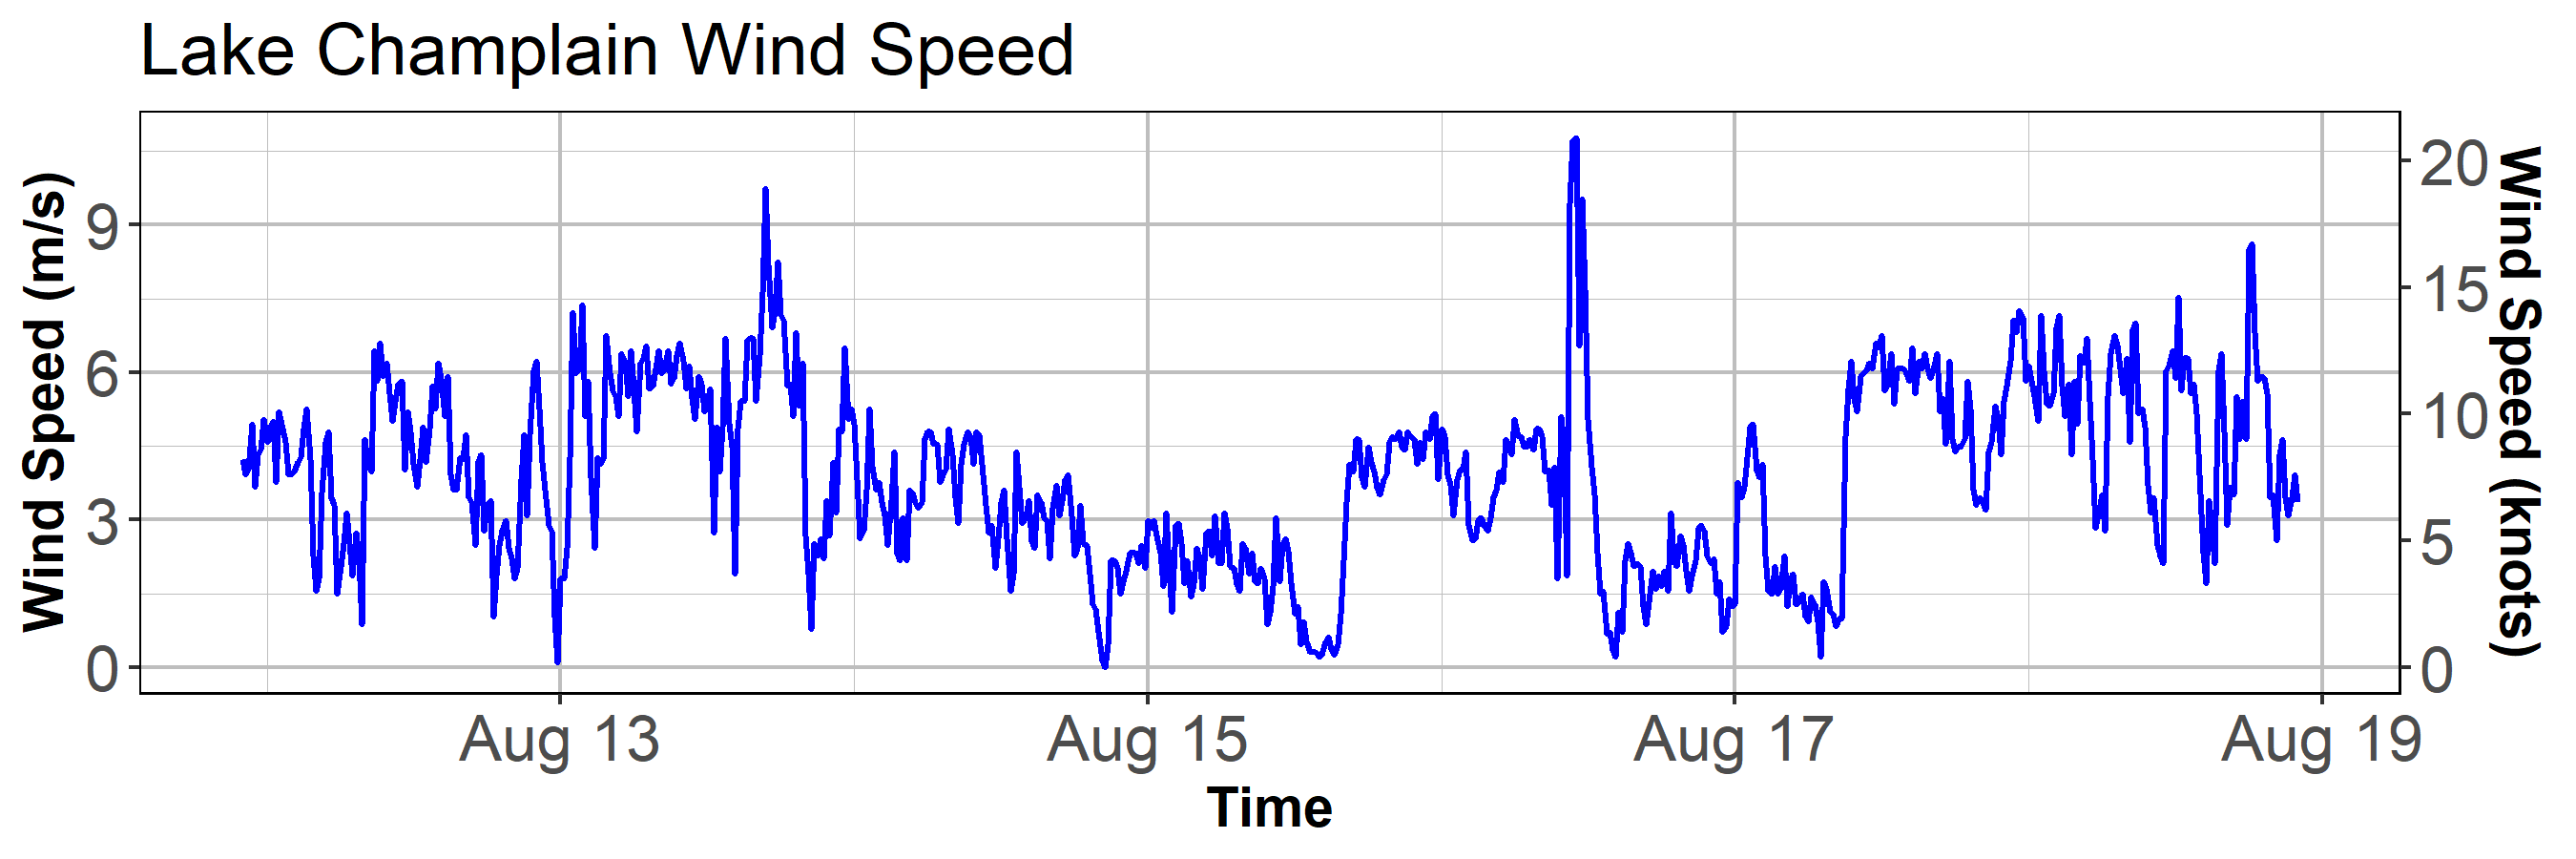 Lake Champlain Wind Speed
Wind Speed (m/s)
9
6
3
0
20
15
10
5
0
Wind Speed (knots)
Aug 13
Aug 15
Aug 17
Aug 19
Time